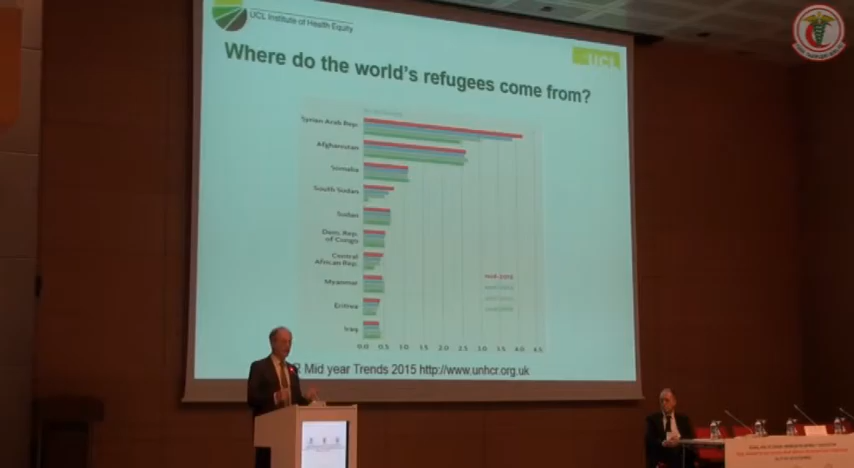 UCL Institute of Health Equity
UCL
Where do the world's refugees come from?
Syrian Arab Rep.
Afghanistan
Somalia
South Sudan
Sudan
Dem. Rep.
of Congo
Central
African Rep.
Myanmar
Eritrea
Iraq
mid-2015
0.0 0.5 1.0 1.5 2.0 2.5 3.0 3.5 4.0 4.5
Mid year Trends 2015 http://www.unhcr.org.uk